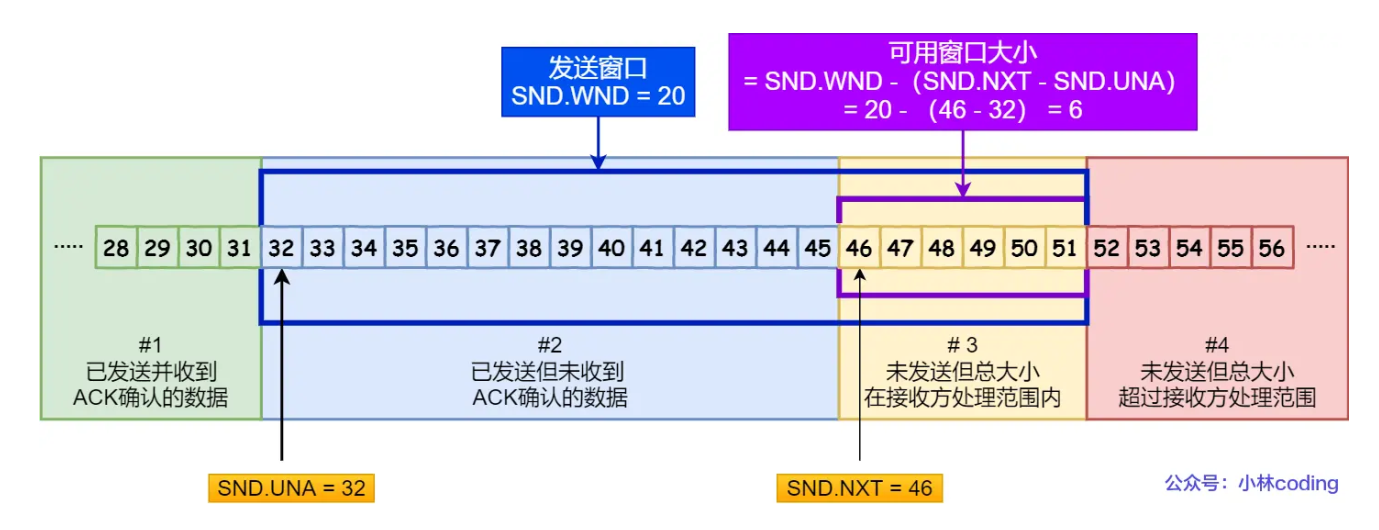 发送窗口
SND.WND = 20
可用窗口大小
= SND.WND -（SND.NXT - SND.UNA）
= 20 - （46 - 32） = 6
····· 28 29 30 31 32 33 34 35 36 37 38 39 40 41 42 43 44 45 46 47 48 49 50 51 52 53 54 55 56 ·····
#1
已发送并收到
ACK确认的数据
#2
已发送但未收到
ACK确认的数据
# 3
未发送但总大小
在接收方处理范围内
#4
未发送但总大小
超过接收方处理范围
SND.UNA = 32
SND.NXT = 46
公众号：小林coding